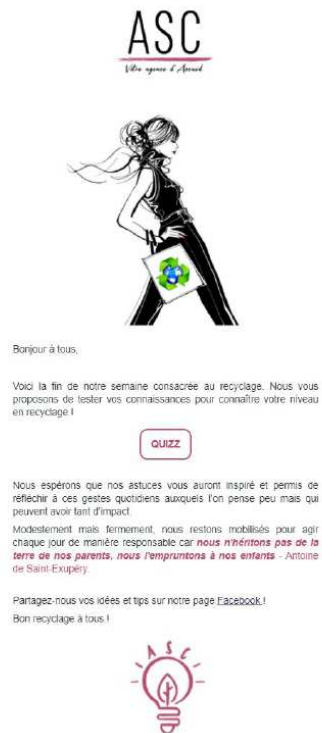 ASC
Votre agence d'Accueil
Bonjour à tous,
Voici la fin de notre semaine consacrée au recyclage. Nous vous
proposons de tester vos connaissances pour connaître votre niveau
en recyclage !
QUIZZ
Nous espérons que nos astuces vous auront inspiré et permis de
réfléchir à ces gestes quotidiens auxquels l'on pense peu mais qui
peuvent avoir tant d'impact.
Modestement mais fermement, nous restons mobilisés pour agir
chaque jour de manière responsable car nous n'héritons pas de la
terre de nos parents, nous l'empruntons à nos enfants - Antoine
de Saint-Exupéry.
Partagez-nous vos idées et tips sur notre page Facebook !
Bon recyclage à tous !
ASC